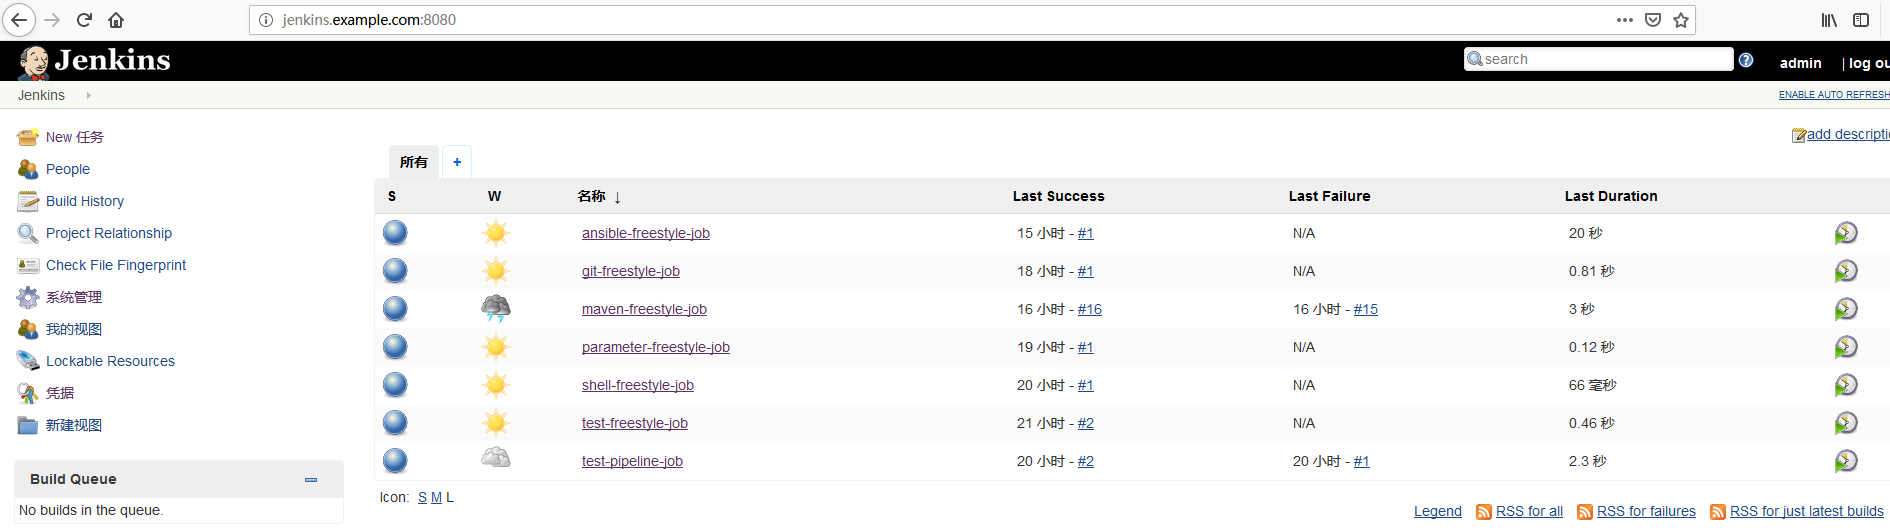 jenkins.example.com:8080
Jenkins
search
admin | log ou
Jenkins
ENABLE AUTO REFRESH
New 任务
People
Build History
Project Relationship
Check File Fingerprint
系统管理
我的视图
Lockable Resources
凭据
新建视图
Build Queue
No builds in the queue.
add descripti
所有 +
S W 名称 ↓ Last Success Last Failure Last Duration
ansible-freestyle-job 15 小时 - #1 N/A 20 秒
git-freestyle-job 18 小时 - #1 N/A 0.81 秒
maven-freestyle-job 16 小时 - #16 16 小时 - #15 3 秒
parameter-freestyle-job 19 小时 - #1 N/A 0.12 秒
shell-freestyle-job 20 小时 - #1 N/A 66 毫秒
test-freestyle-job 21 小时 - #2 N/A 0.46 秒
test-pipeline-job 20 小时 - #2 20 小时 - #1 2.3 秒
Icon: S M L
Legend RSS for all RSS for failures RSS for just latest builds